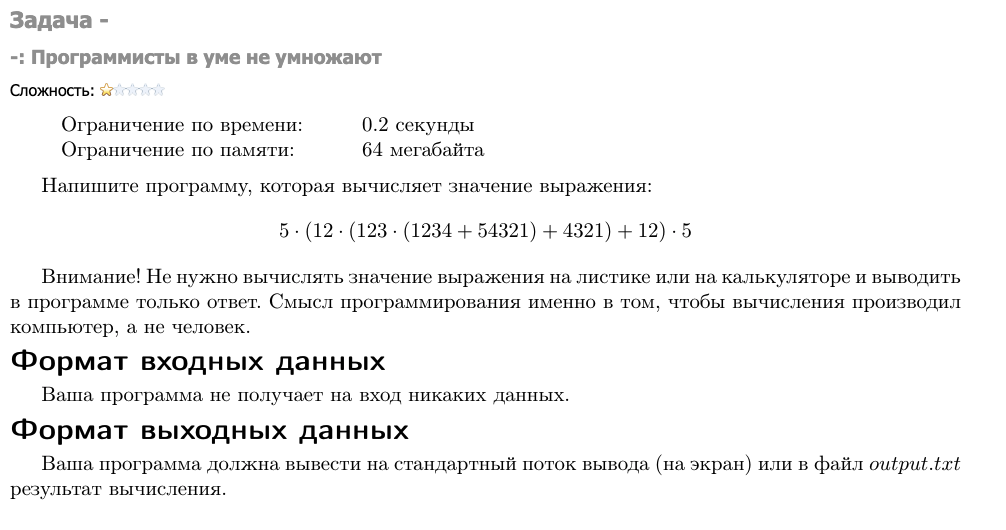 Задача -
-: Программисты в уме не умножают
Сложность:
Ограничение по времени: 0.2 секунды
Ограничение по памяти: 64 мегабайта
Напишите программу, которая вычисляет значение выражения:
5 · (12 · (123 · (1234 + 54321) + 4321) + 12) · 5
Внимание! Не нужно вычислять значение выражения на листике или на калькуляторе и выводить
в программе только ответ. Смысл программирования именно в том, чтобы вычисления производил
компьютер, а не человек.
Формат входных данных
Ваша программа не получает на вход никаких данных.
Формат выходных данных
Ваша программа должна вывести на стандартный поток вывода (на экран) или в файл output.txt
результат вычисления.